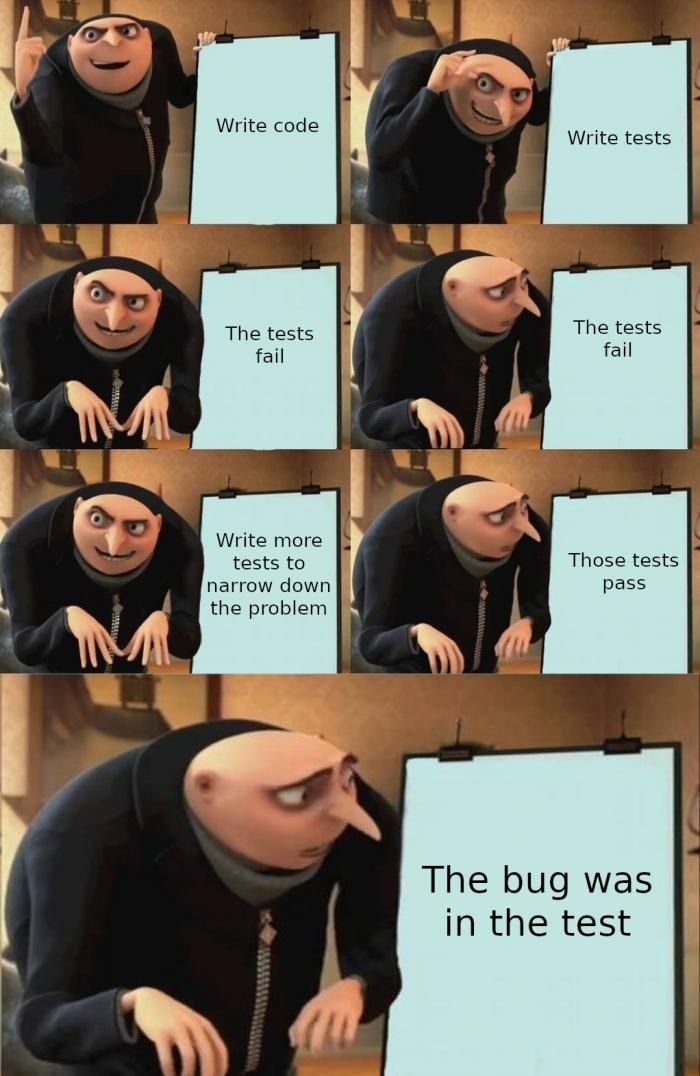 Write code
Write tests
The tests
fail
The tests
fail
Write more
tests to
narrow down
the problem
Those tests
pass
The bug was
in the test